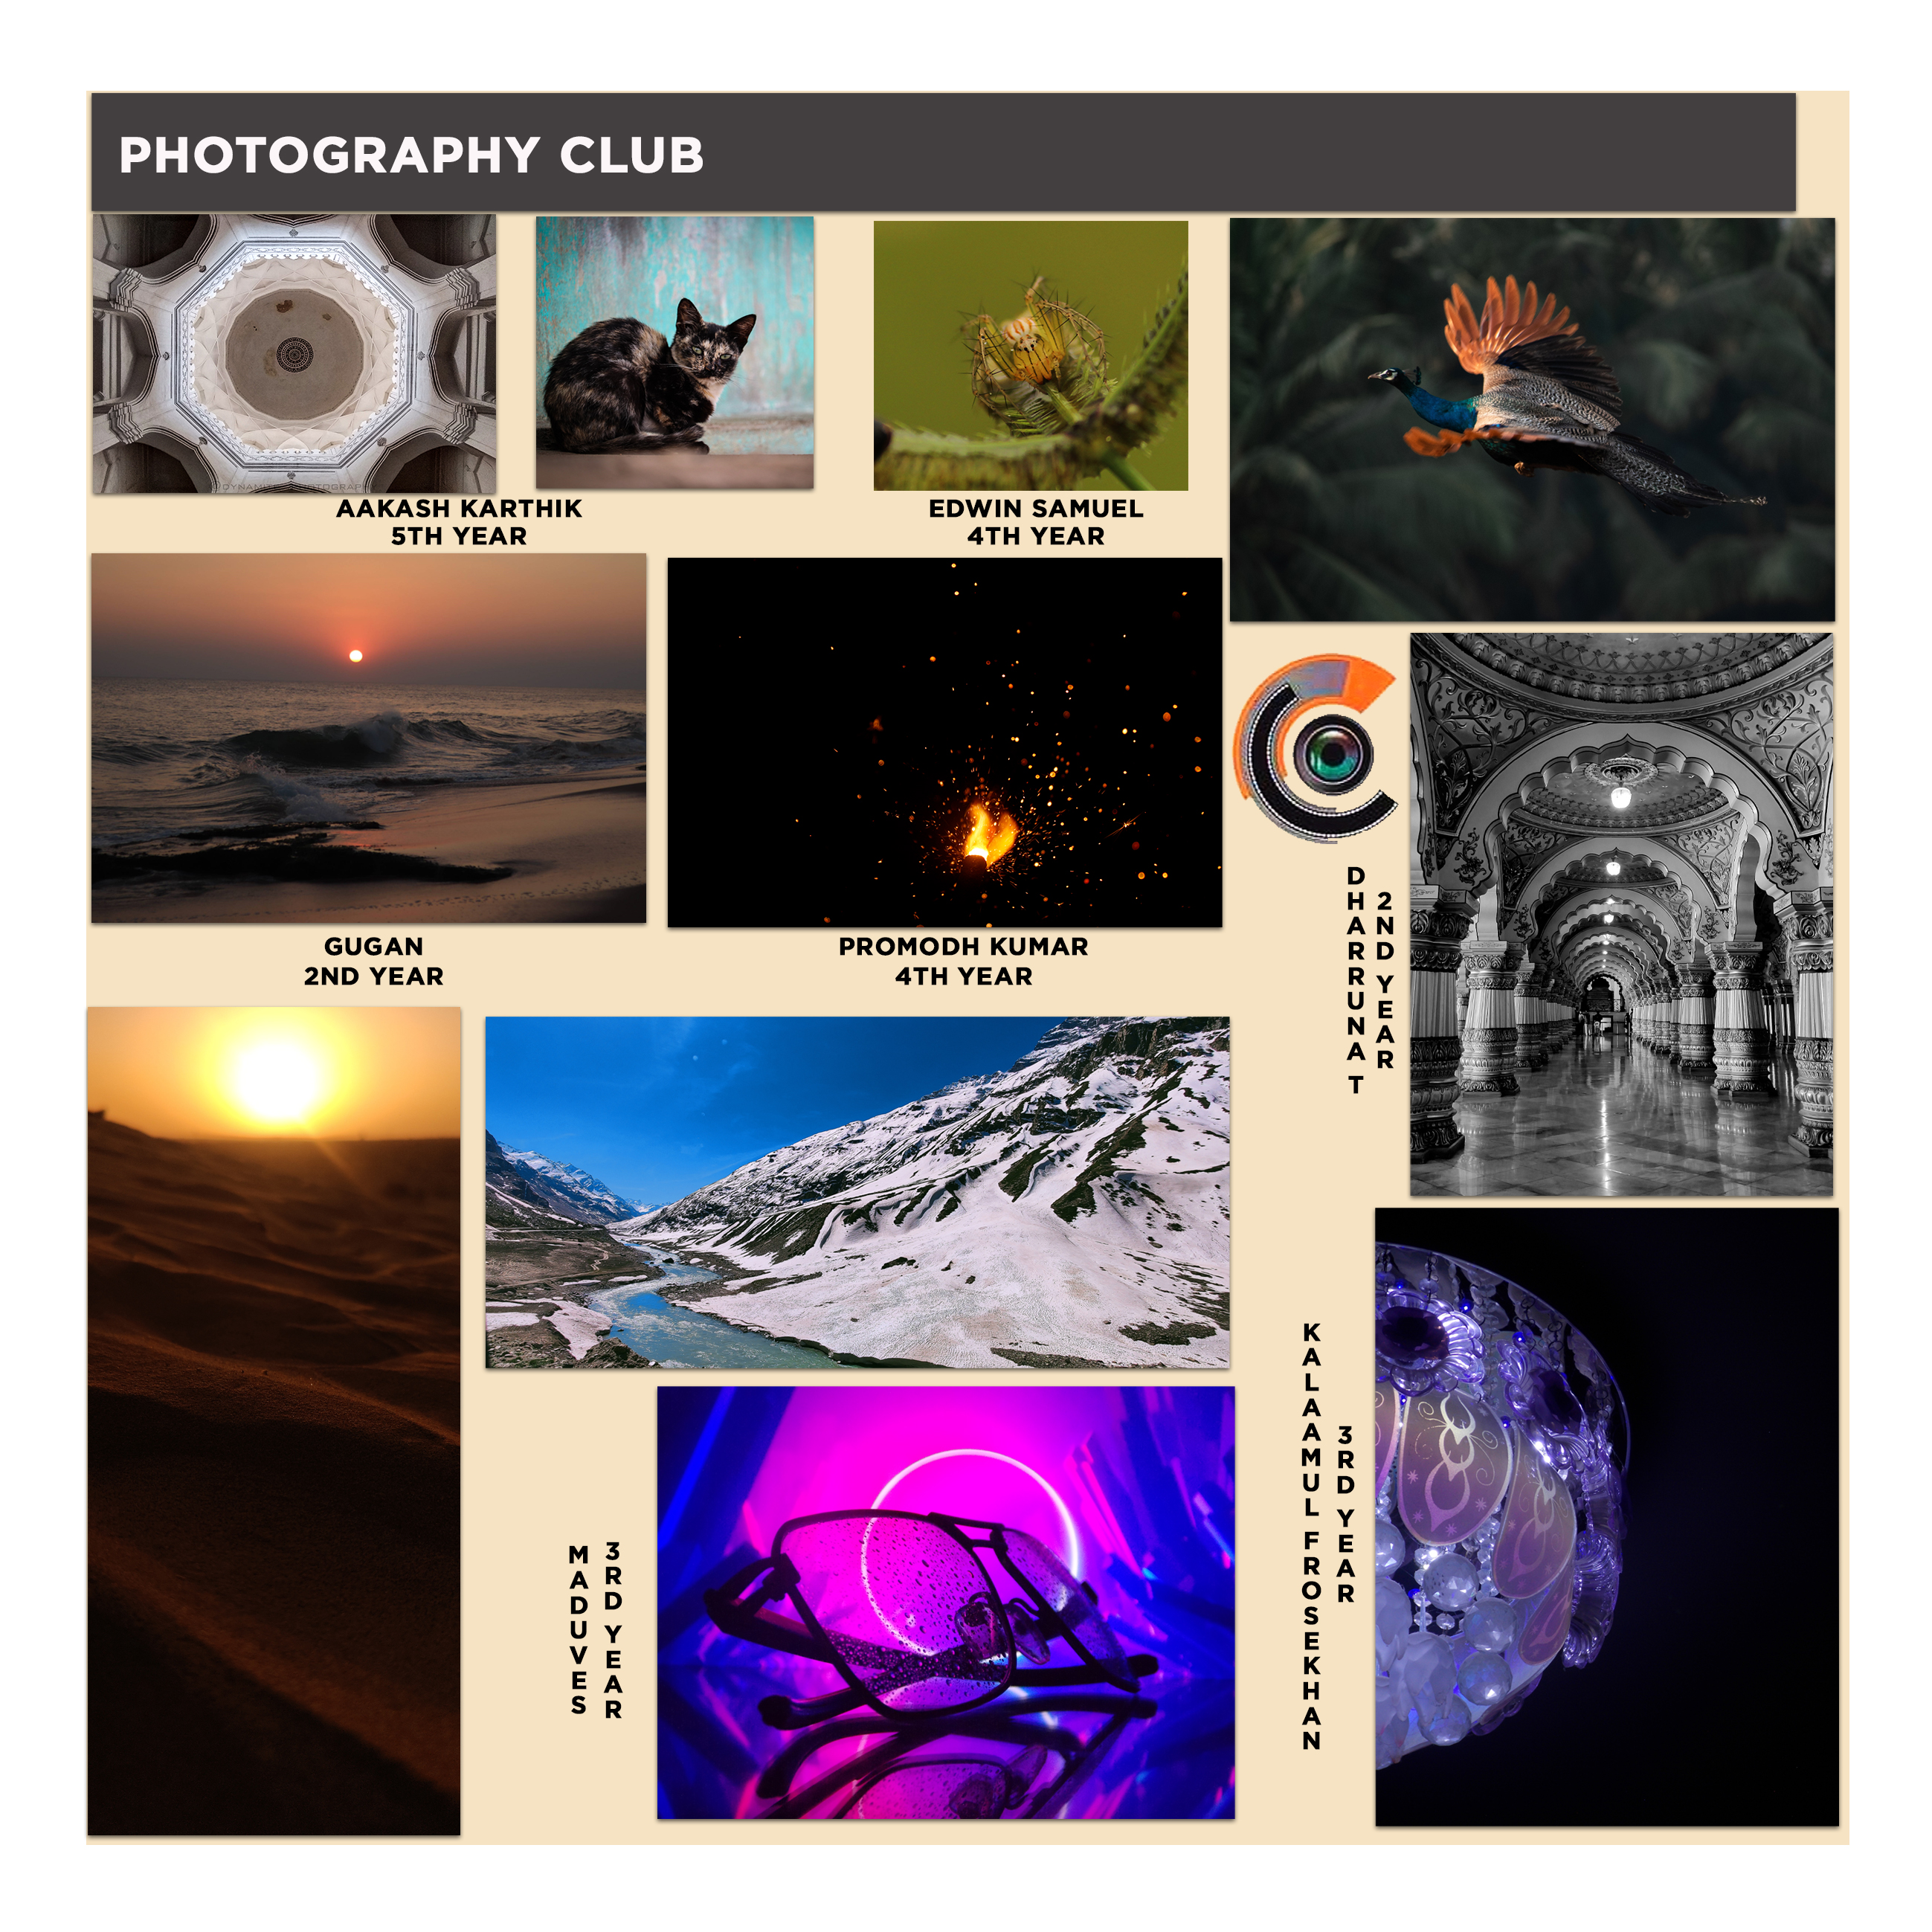 PHOTOGRAPHY CLUB
AAKASH KARTHIK
5TH YEAR
EDWIN SAMUEL
4TH YEAR
GUGAN
2ND YEAR
PROMODH KUMAR
4TH YEAR
DHARRUNA T
2ND YEAR
KALAAMUL FROSEKHAN
3RD YEAR
MADUVES
3RD YEAR